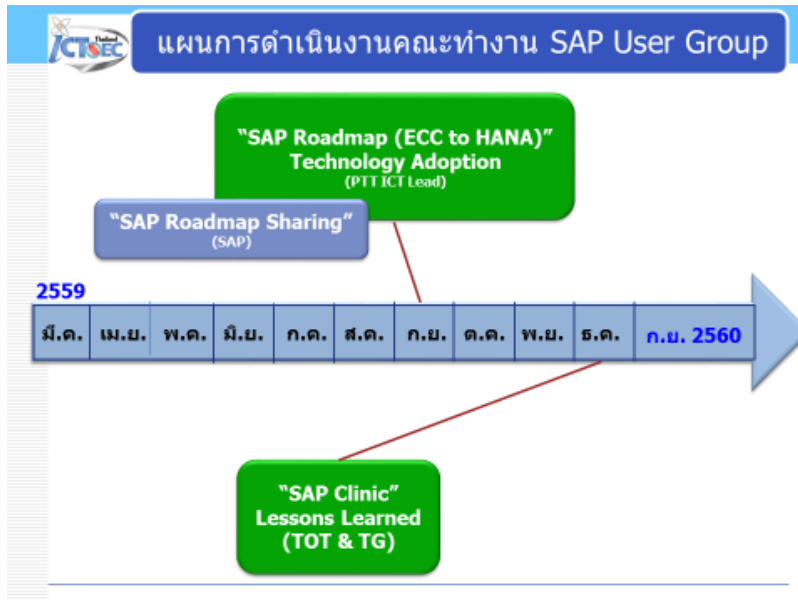 Thailand
ICTSEC
แผนการดำเนินงานคณะทำงาน SAP User Group
“SAP Roadmap (ECC to HANA)”
Technology Adoption
(PTT ICT Lead)
“SAP Roadmap Sharing”
(SAP)
2559
มี.ค. เม.ย. พ.ค. มิ.ย. ก.ค. ส.ค. ก.ย. ต.ค. พ.ย. ธ.ค. ก.ย. 2560
“SAP Clinic”
Lessons Learned
(TOT & TG)